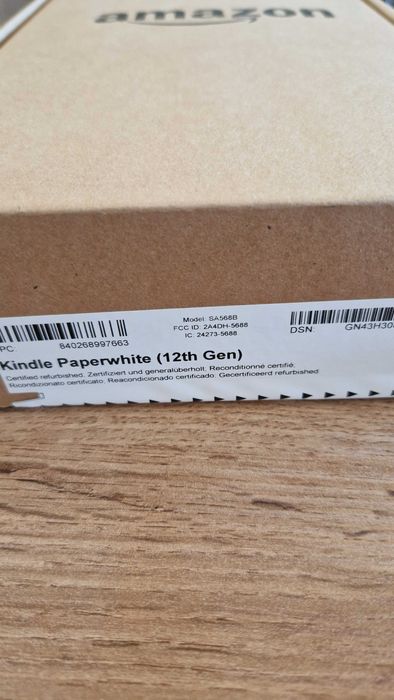 amazon
Model: SA568B
FCC ID: 2A4DH-5688
IC: 24273-5688
PC: 840268997663
DSN: GN43H30
Kindle Paperwhite (12th Gen)
Certified refurbished. Zertifiziert und generalüberholt. Reconditionné certifié.
Ricondizionato certificato. Reacondicionado certificado. Gecertificeerd refurbished